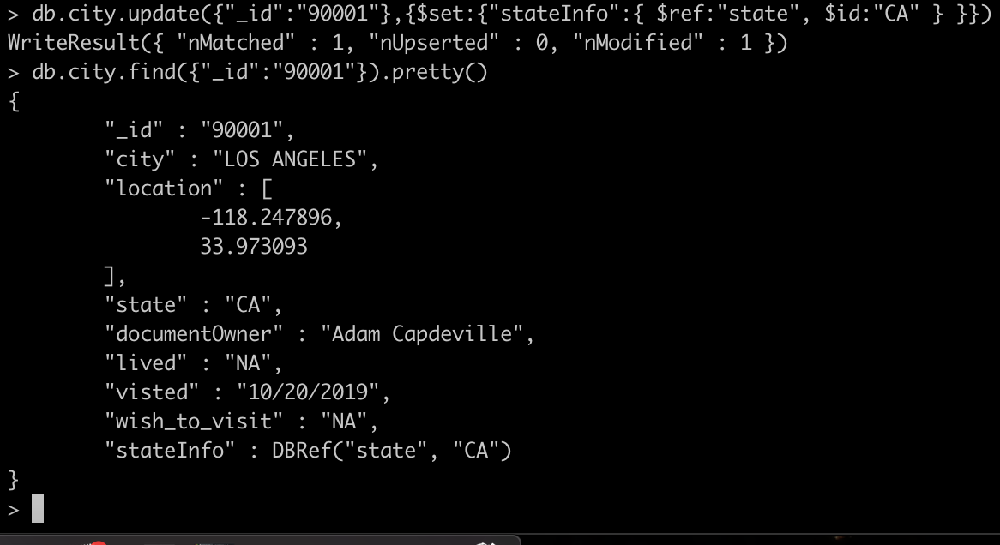 > db.city.update({"_id":"90001"},{$set:{"stateInfo":{ $ref:"state", $id:"CA" } }})
WriteResult({ "nMatched" : 1, "nUpserted" : 0, "nModified" : 1 })
> db.city.find({"_id":"90001"}).pretty()
{
        "_id" : "90001",
        "city" : "LOS ANGELES",
        "location" : [
                -118.247896,
                33.973093
        ],
        "state" : "CA",
        "documentOwner" : "Adam Capdeville",
        "lived" : "NA",
        "visted" : "10/20/2019",
        "wish_to_visit" : "NA",
        "stateInfo" : DBRef("state", "CA")
}
>